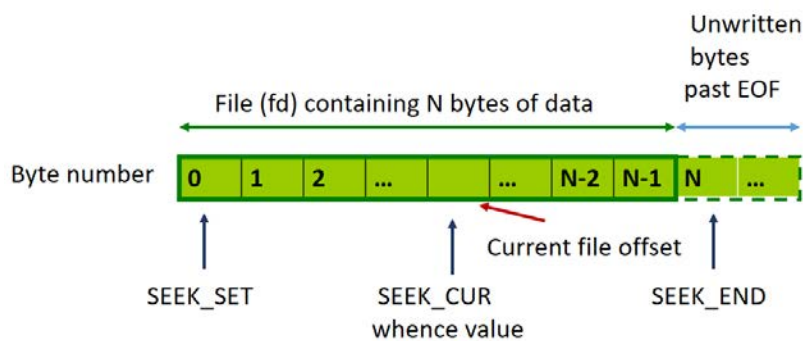 Unwritten
bytes
past EOF
File (fd) containing N bytes of data
Byte number 0 1 2 ... ... N-2 N-1 N ...
Current file offset
SEEK_SET SEEK_CUR SEEK_END
whence value